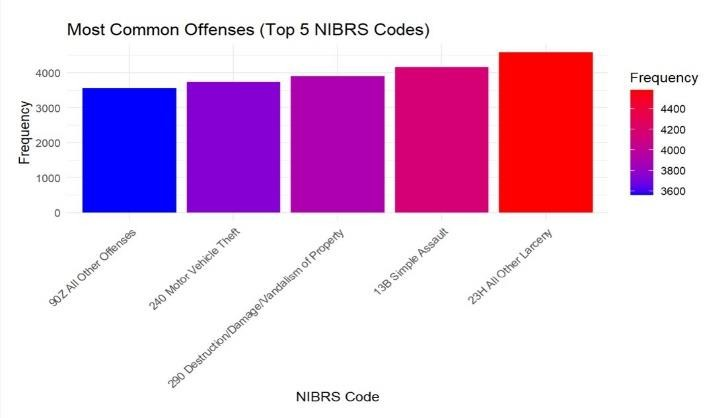 Most Common Offenses (Top 5 NIBRS Codes)
Frequency
4000
3000
2000
1000
0
90Z All Other Offenses
240 Motor Vehicle Theft
290 Destruction/Damage/Vandalism of Property
13B Simple Assault
23H All Other Larceny
NIBRS Code
Frequency
4400
4200
4000
3800
3600